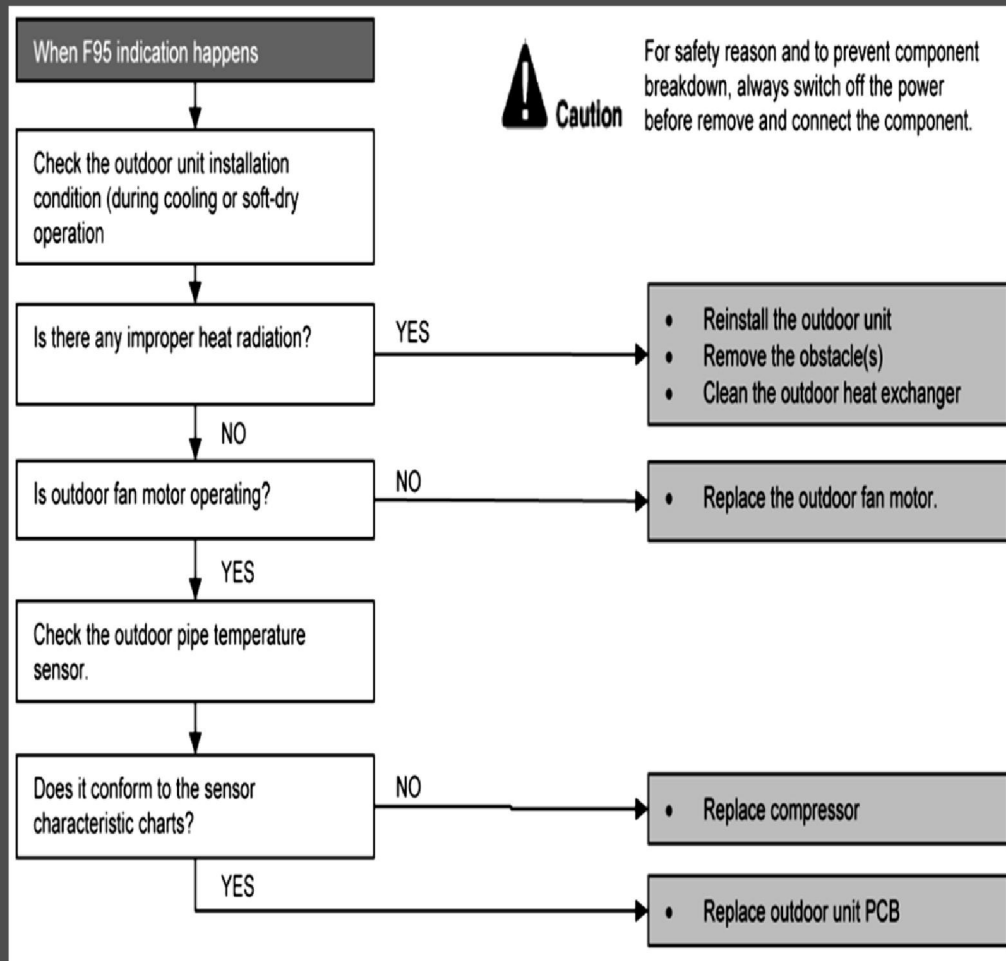 When F95 indication happens
Caution
For safety reason and to prevent component
breakdown, always switch off the power
before remove and connect the component.
Check the outdoor unit installation
condition (during cooling or soft-dry
operation
Is there any improper heat radiation?
YES
• Reinstall the outdoor unit
• Remove the obstacle(s)
• Clean the outdoor heat exchanger
NO
Is outdoor fan motor operating?
NO
• Replace the outdoor fan motor.
YES
Check the outdoor pipe temperature
sensor.
Does it conform to the sensor
characteristic charts?
NO
• Replace compressor
YES
• Replace outdoor unit PCB